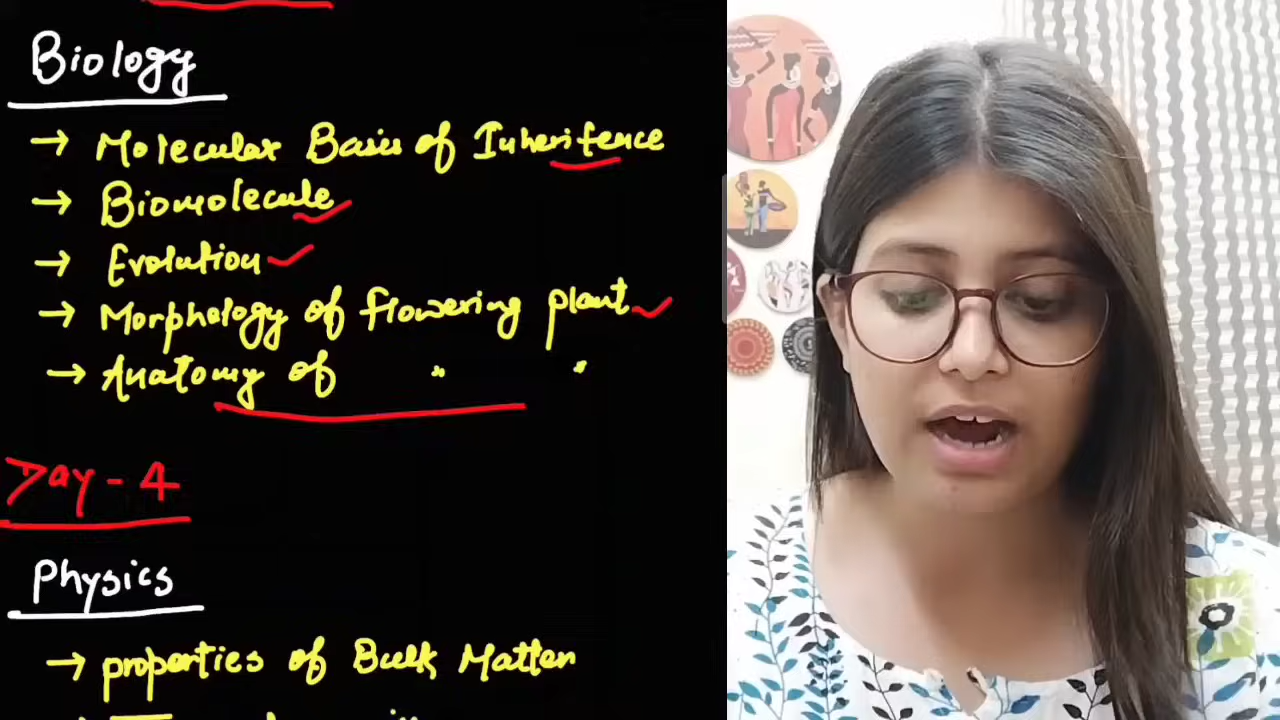 Biology
→ Molecular Basis of Inheritence
→ Biomolecule
→ Evolution
→ Morphology of flowering plant
→ Anatomy of " "
Day - 4
Physics
→ properties of Bulk Matter